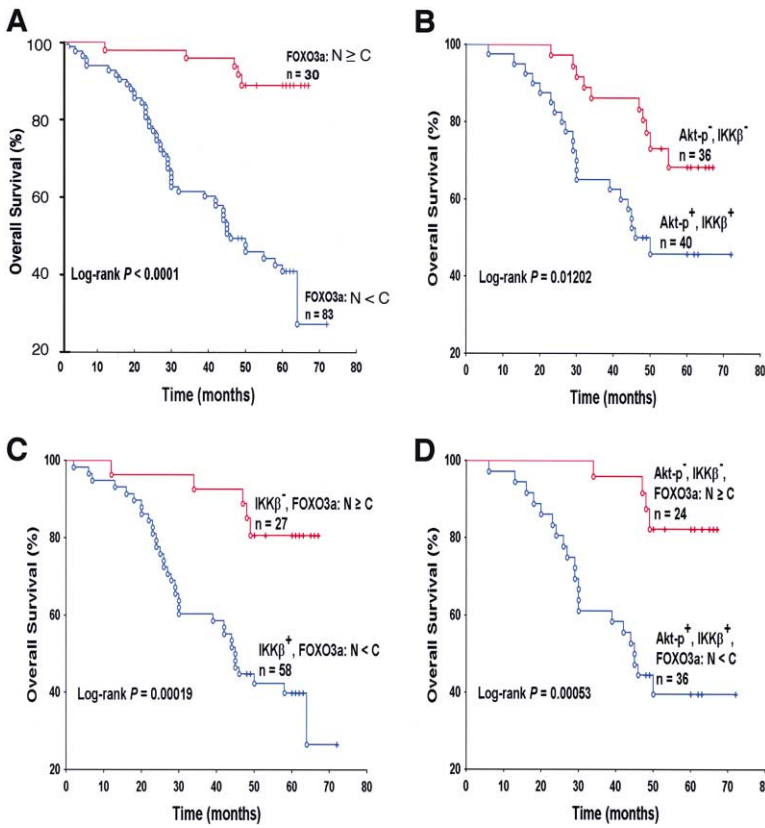 A
Overall Survival (%)
100
80
60
40
20
FOXO3a: N ≥ C
n = 30
Log-rank P < 0.0001
FOXO3a: N < C
n = 83
0 10 20 30 40 50 60 70 80
Time (months)
B
Overall Survival (%)
100
80
60
40
20
Akt-p⁻, IKKβ⁻
n = 36
Akt-p⁺, IKKβ⁺
n = 40
Log-rank P = 0.01202
0 10 20 30 40 50 60 70 80
Time (months)
C
Overall Survival (%)
100
80
60
40
20
IKKβ⁻, FOXO3a: N ≥ C
n = 27
IKKβ⁺, FOXO3a: N < C
n = 58
Log-rank P = 0.00019
0 10 20 30 40 50 60 70 80
Time (months)
D
Overall Survival (%)
100
80
60
40
20
Akt-p⁻, IKKβ⁻,
FOXO3a: N ≥ C
n = 24
Akt-p⁺, IKKβ⁺,
FOXO3a: N < C
n = 36
Log-rank P = 0.00053
0 10 20 30 40 50 60 70 80
Time (months)